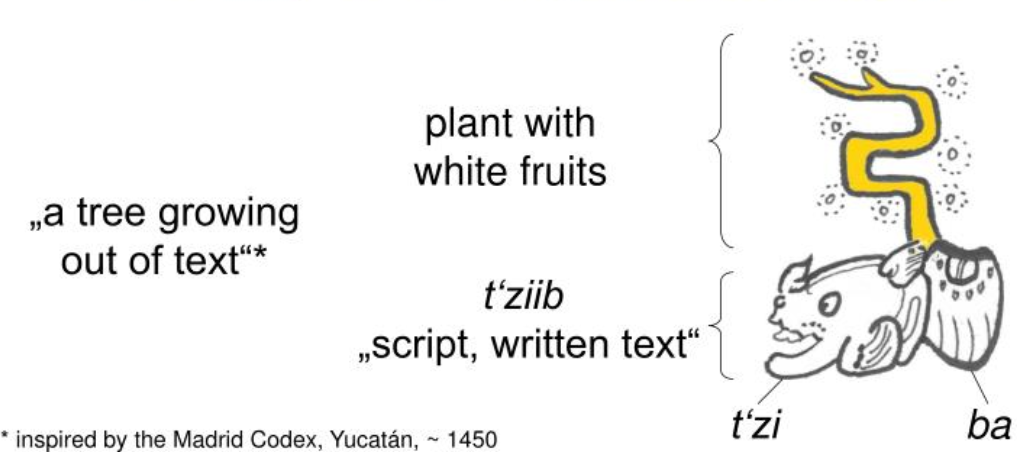 plant with
white fruits
„a tree growing
out of text“*
t‘ziib
„script, written text“
t‘zi
ba
* inspired by the Madrid Codex, Yucatán, ~ 1450